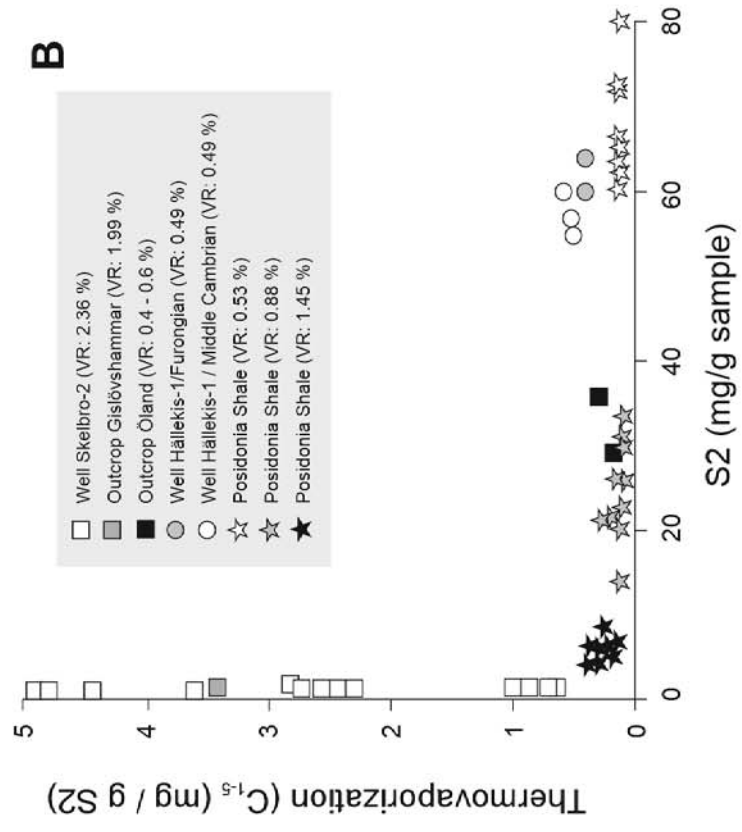 B
Well Skelbro-2 (VR: 2.36 %)
Outcrop Gislövshammar (VR: 1.99 %)
Outcrop Öland (VR: 0.4 - 0.6 %)
Well Hällekis-1/Furongian (VR: 0.49 %)
Well Hällekis-1 / Middle Cambrian (VR: 0.49 %)
Posidonia Shale (VR: 0.53 %)
Posidonia Shale (VR: 0.88 %)
Posidonia Shale (VR: 1.45 %)
Thermovaporization (C₁₋₅) (mg / g S2)
5
4
3
2
1
0
0
20
40
60
80
S2 (mg/g sample)